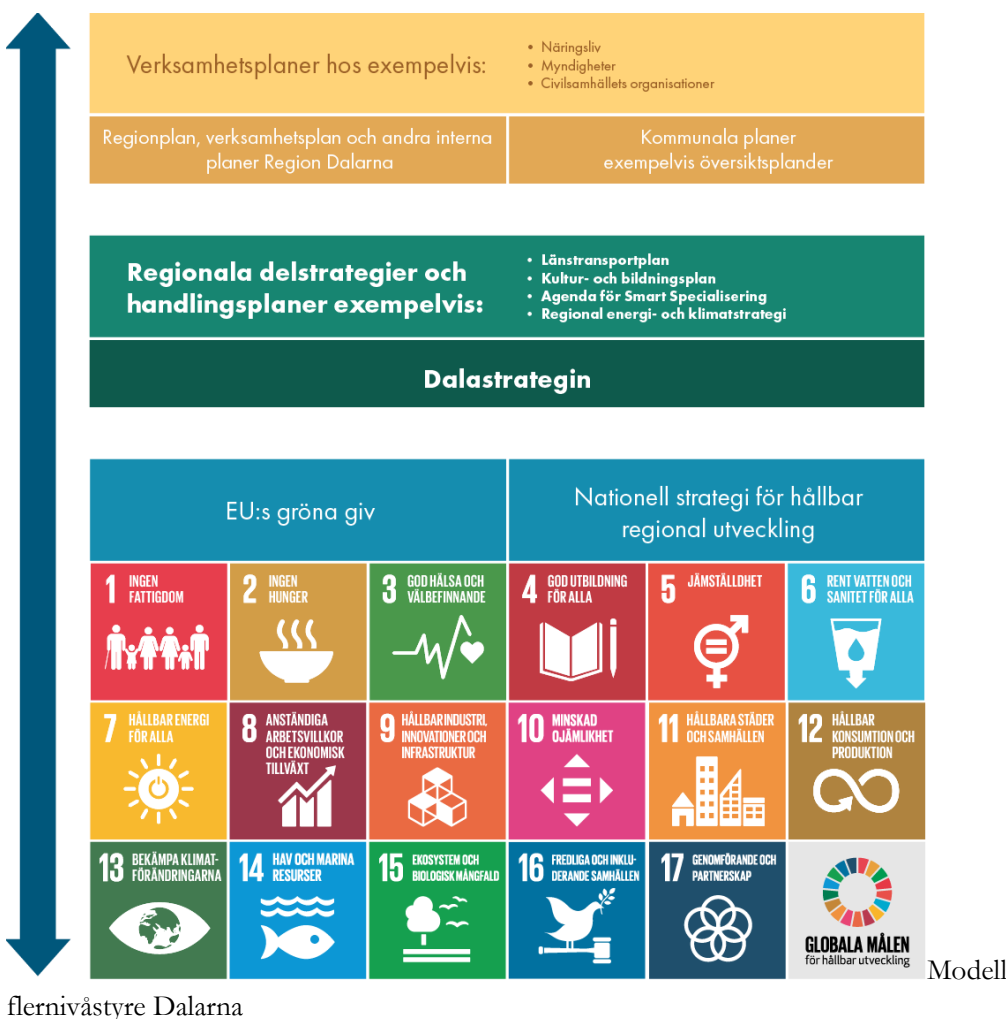 Verksamhetsplaner hos exempelvis:
• Näringsliv
• Myndigheter
• Civilsamhällets organisationer
Regionplan, verksamhetsplan och andra interna
planer Region Dalarna
Kommunala planer
exempelvis översiktsplander
Regionala delstrategier och
handlingsplaner exempelvis:
• Länstransportplan
• Kultur- och bildningsplan
• Agenda för Smart Specialisering
• Regional energi- och klimatstrategi
Dalastrategin
EU:s gröna giv
Nationell strategi för hållbar
regional utveckling
1 INGEN
FATTIGDOM
2 INGEN
HUNGER
3 GOD HÄLSA OCH
VÄLBEFINNANDE
4 GOD UTBILDNING
FÖR ALLA
5 JÄMSTÄLLDHET
6 RENT VATTEN OCH
SANITET FÖR ALLA
7 HÅLLBAR ENERGI
FÖR ALLA
8 ANSTÄNDIGA
ARBETSVILLKOR
OCH EKONOMISK
TILLVÄXT
9 HÅLLBAR INDUSTRI,
INNOVATIONER OCH
INFRASTRUKTUR
10 MINSKAD
OJÄMLIKHET
11 HÅLLBARA STÄDER
OCH SAMHÄLLEN
12 HÅLLBAR
KONSUMTION OCH
PRODUKTION
13 BEKÄMPA KLIMAT-
FÖRÄNDRINGARNA
14 HAV OCH MARINA
RESURSER
15 EKOSYSTEM OCH
BIOLOGISK MÅNGFALD
16 FREDLIGA OCH INKLU-
DERANDE SAMHÄLLEN
17 GENOMFÖRANDE OCH
PARTNERSKAP
GLOBALA MÅLEN
för hållbar utveckling
Modell
flernivåstyre Dalarna